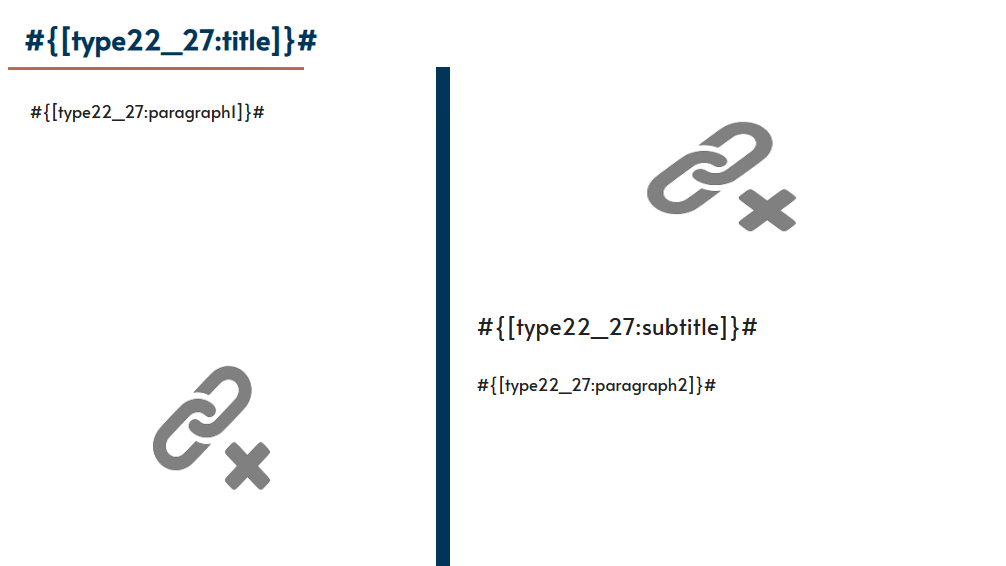 #{[type22_27:title]}#
#{[type22_27:paragraph1]}#
#{[type22_27:subtitle]}#
#{[type22_27:paragraph2]}#